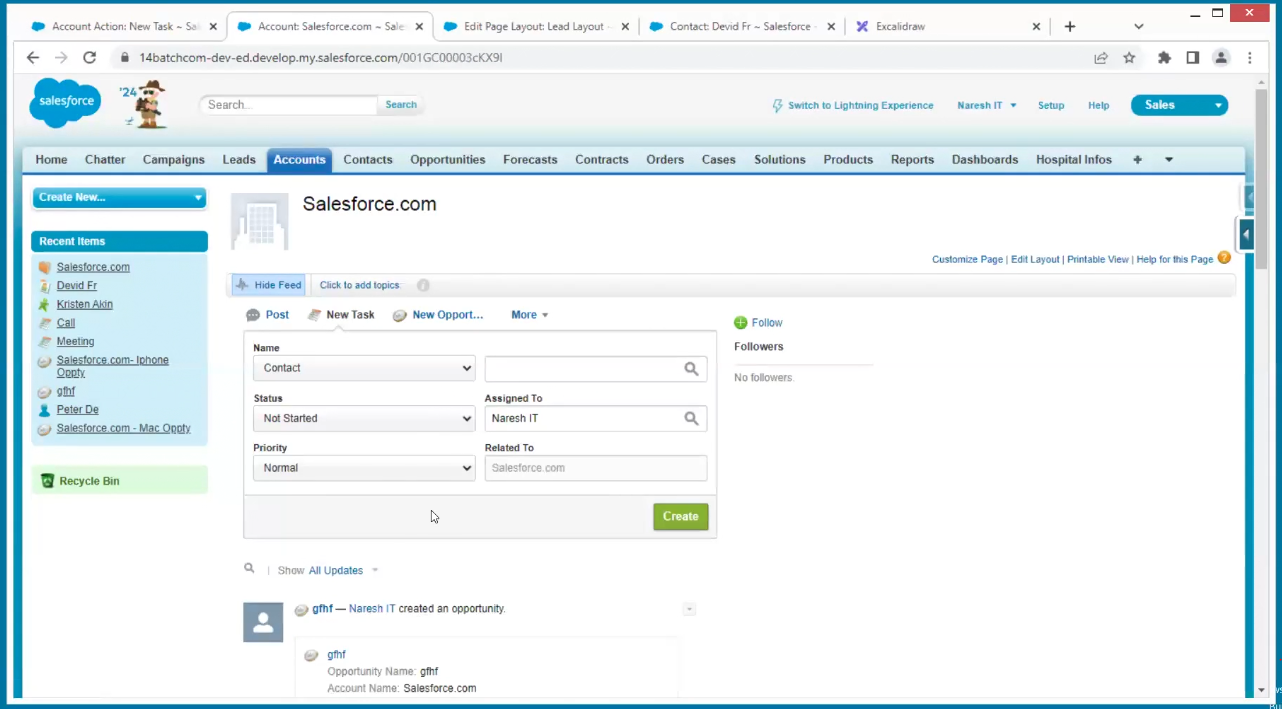 Account Action: New Task ~ Sal
Account: Salesforce.com ~ Sale
Edit Page Layout: Lead Layout ~
Contact: Devid Fr ~ Salesforce -
Excalidraw
14batchcom-dev-ed.develop.my.salesforce.com/001GC00003cKX9I
salesforce
'24
Search...
Search
Switch to Lightning Experience
Naresh IT
Setup
Help
Sales
Home Chatter Campaigns Leads Accounts Contacts Opportunities Forecasts Contracts Orders Cases Solutions Products Reports Dashboards Hospital Infos +
Create New...
Recent Items
Salesforce.com
Devid Fr
Kristen Akin
Call
Meeting
Salesforce.com- Iphone
Oppty
gfhf
Peter De
Salesforce.com - Mac Oppty
Recycle Bin
Salesforce.com
Customize Page | Edit Layout | Printable View | Help for this Page ?
Hide Feed
Click to add topics:
Post
New Task
New Opport...
More
Name
Contact
Status
Assigned To
Not Started
Naresh IT
Priority
Related To
Normal
Salesforce.com
Create
Follow
Followers
No followers.
Show All Updates
gfhf — Naresh IT created an opportunity.
gfhf
Opportunity Name: gfhf
Account Name: Salesforce.com